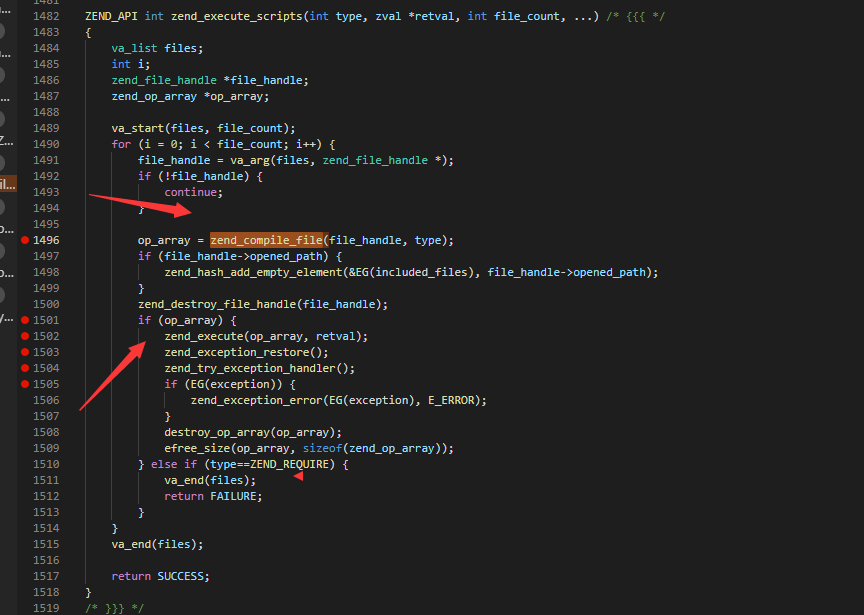 1481
1482 ZEND_API int zend_execute_scripts(int type, zval *retval, int file_count, ...) /* {{{ */
1483 {
1484 va_list files;
1485 int i;
1486 zend_file_handle *file_handle;
1487 zend_op_array *op_array;
1488
1489 va_start(files, file_count);
1490 for (i = 0; i < file_count; i++) {
1491 file_handle = va_arg(files, zend_file_handle *);
1492 if (!file_handle) {
1493 continue;
1494 }
1495
1496 op_array = zend_compile_file(file_handle, type);
1497 if (file_handle->opened_path) {
1498 zend_hash_add_empty_element(&EG(included_files), file_handle->opened_path);
1499 }
1500 zend_destroy_file_handle(file_handle);
1501 if (op_array) {
1502 zend_execute(op_array, retval);
1503 zend_exception_restore();
1504 zend_try_exception_handler();
1505 if (EG(exception)) {
1506 zend_exception_error(EG(exception), E_ERROR);
1507 }
1508 destroy_op_array(op_array);
1509 efree_size(op_array, sizeof(zend_op_array));
1510 } else if (type==ZEND_REQUIRE) {
1511 va_end(files);
1512 return FAILURE;
1513 }
1514 }
1515 va_end(files);
1516
1517 return SUCCESS;
1518 }
1519 /* }}} */